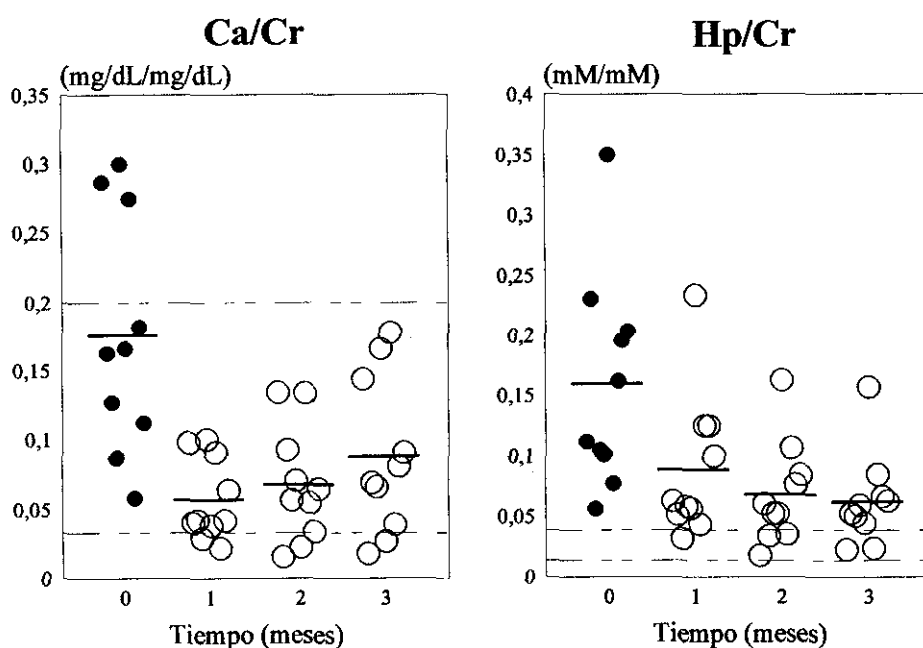 Ca/Cr
(mg/dL/mg/dL)
0,35
0,3
0,25
0,2
0,15
0,1
0,05
0
0 1 2 3
Tiempo (meses)
Hp/Cr
(mM/mM)
0,4
0,35
0,3
0,25
0,2
0,15
0,1
0,05
0
0 1 2 3
Tiempo (meses)